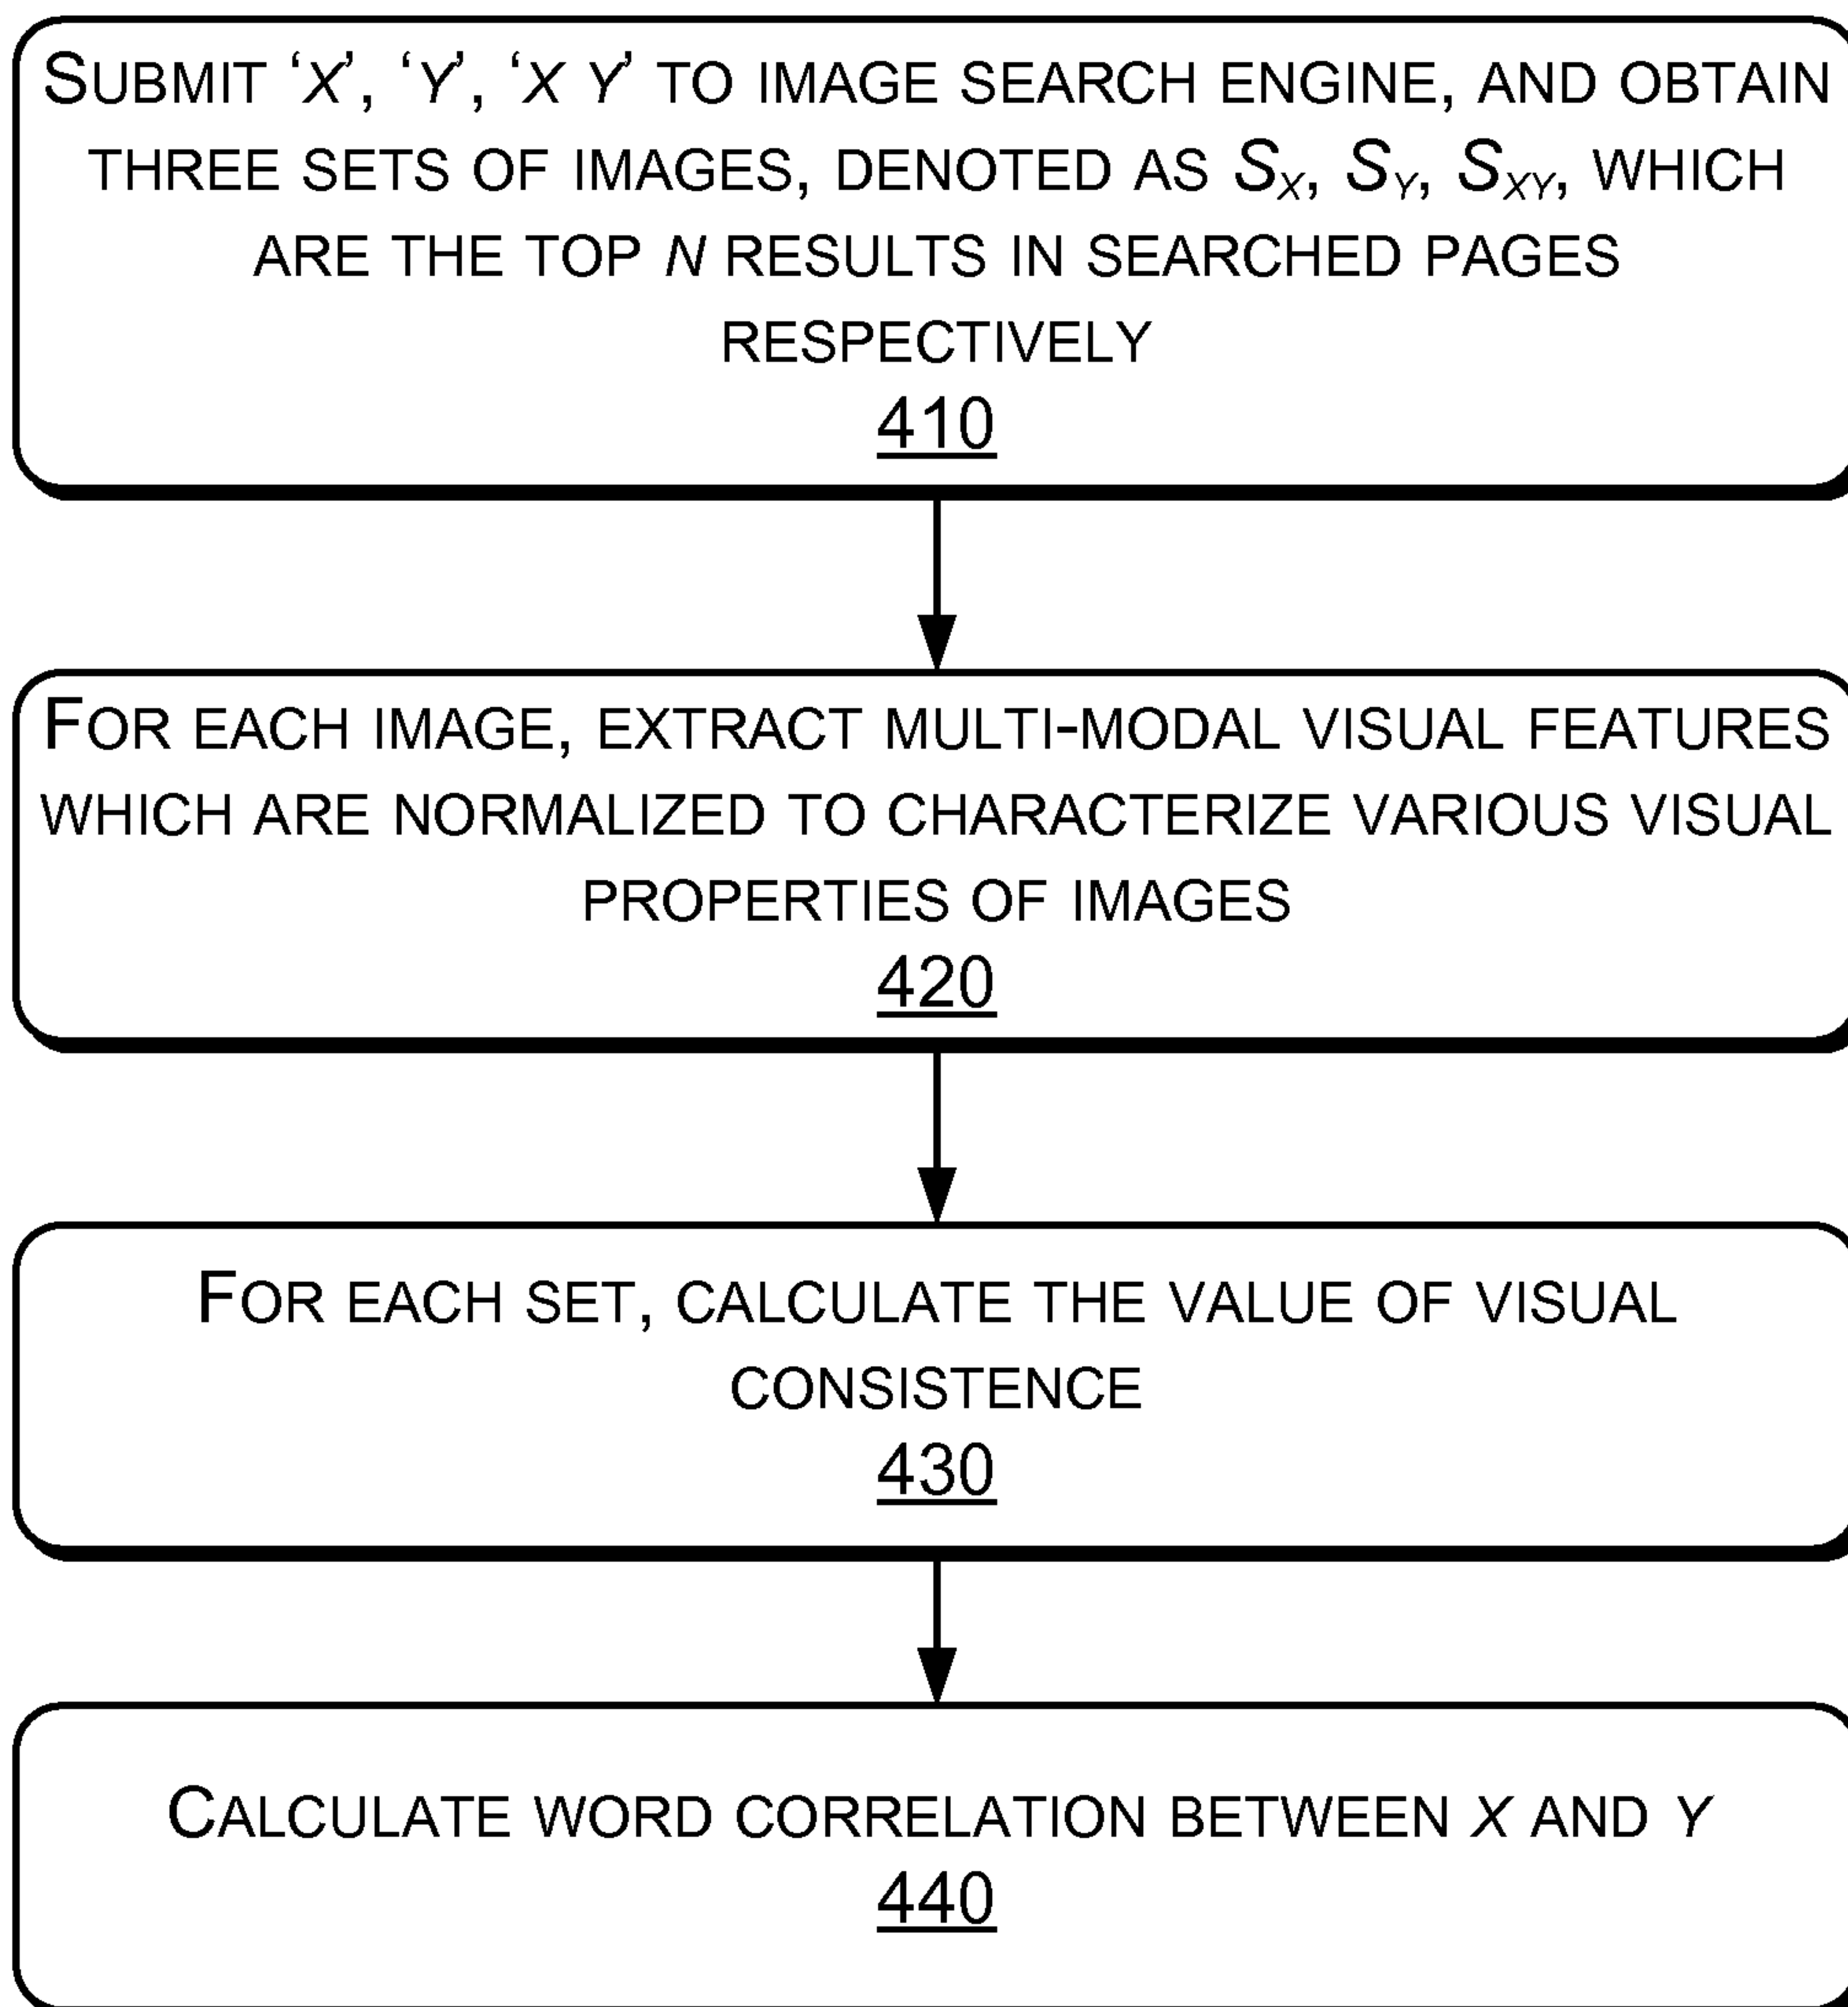 SUBMIT ‘X’, ‘Y’, ‘X Y’ TO IMAGE SEARCH ENGINE, AND OBTAIN
THREE SETS OF IMAGES, DENOTED AS SX, SY, SXY, WHICH
ARE THE TOP N RESULTS IN SEARCHED PAGES
RESPECTIVELY
410
FOR EACH IMAGE, EXTRACT MULTI-MODAL VISUAL FEATURES
WHICH ARE NORMALIZED TO CHARACTERIZE VARIOUS VISUAL
PROPERTIES OF IMAGES
420
FOR EACH SET, CALCULATE THE VALUE OF VISUAL
CONSISTENCE
430
CALCULATE WORD CORRELATION BETWEEN X AND Y
440